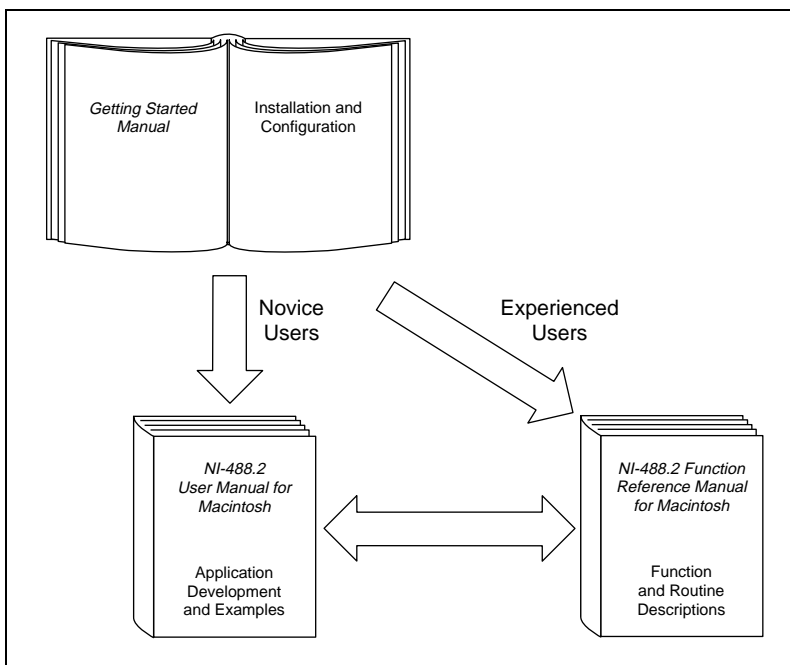 Getting Started
Manual
Installation and
Configuration
Novice
Users
Experienced
Users
NI-488.2
User Manual for
Macintosh
Application
Development
and Examples
NI-488.2 Function
Reference Manual
for Macintosh
Function
and Routine
Descriptions